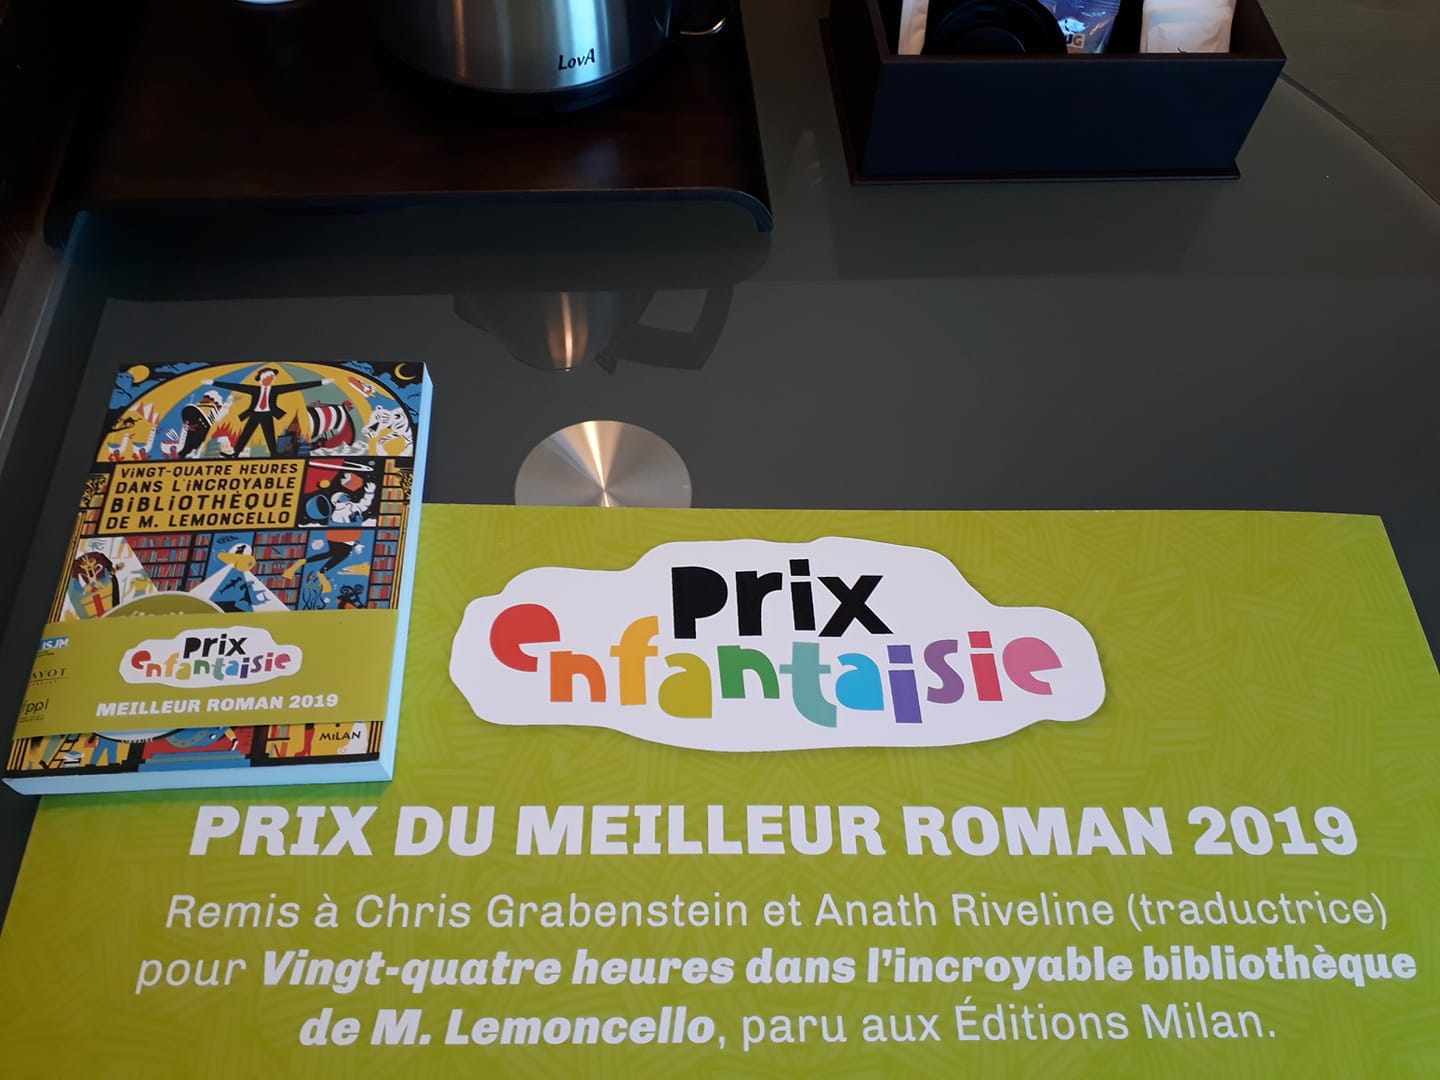 LovA
VINGT-QUATRE HEURES
DANS L'INCROYABLE
BIBLIOTHÈQUE
DE M. LEMONCELLO
ISJM
prix
enfantaisie
MEILLEUR ROMAN 2019
MILAN
prix
enfantaisie
PRIX DU MEILLEUR ROMAN 2019
Remis à Chris Grabenstein et Anath Riveline (traductrice)
pour Vingt-quatre heures dans l'incroyable bibliothèque
de M. Lemoncello, paru aux Éditions Milan.